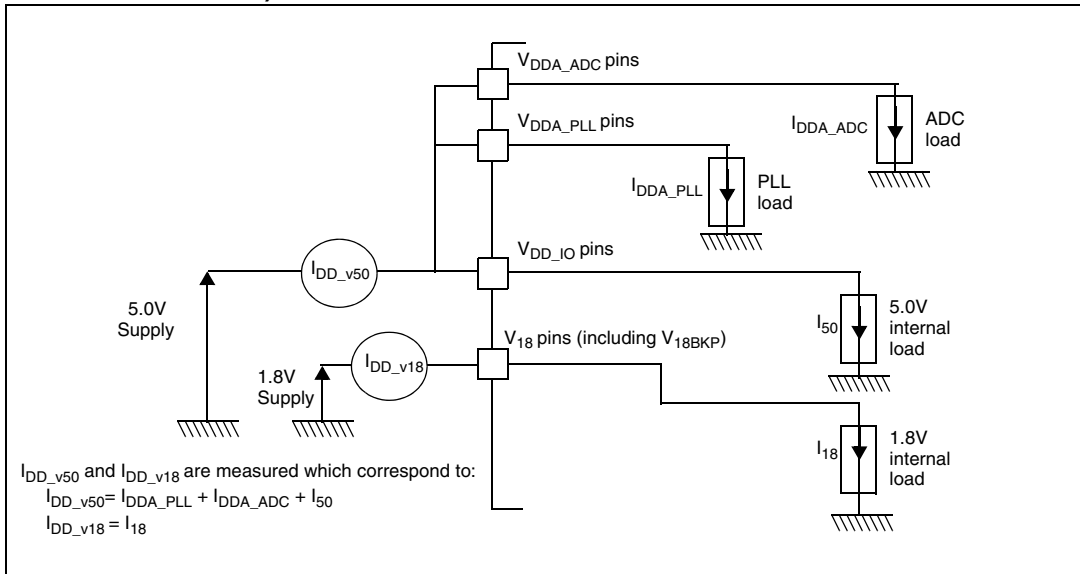 V_DDA_ADC pins
V_DDA_PLL pins
I_DDA_ADC
ADC
load
I_DDA_PLL
PLL
load
V_DD_IO pins
I_DD_v50
5.0V
Supply
I_50
5.0V
internal
load
V_18 pins (including V_18BKP)
I_DD_v18
1.8V
Supply
I_18
1.8V
internal
load
I_DD_v50 and I_DD_v18 are measured which correspond to:
I_DD_v50= I_DDA_PLL + I_DDA_ADC + I_50
I_DD_v18 = I_18